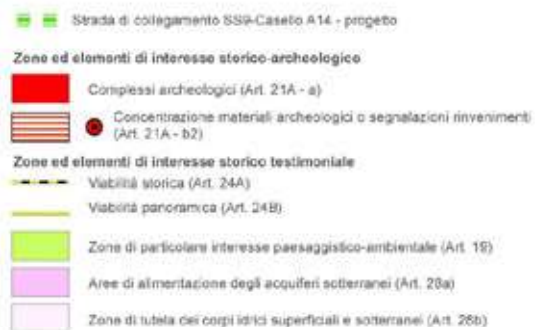 Strada di collegamento SS9-Casello A14 - progetto
Zone ed elementi di interesse storico-archeologico
Complessi archeologici (Art. 21A - a)
Concentrazione materiali archeologici o segnalazioni rinvenimenti
(Art. 21A - b2)
Zone ed elementi di interesse storico testimoniale
Viabilità storica (Art. 24A)
Viabilità panoramica (Art. 24B)
Zone di particolare interesse paesaggistico-ambientale (Art. 19)
Aree di alimentazione degli acquiferi sotterranei (Art. 28a)
Zone di tutela dei corpi idrici superficiali e sotterranei (Art. 28b)